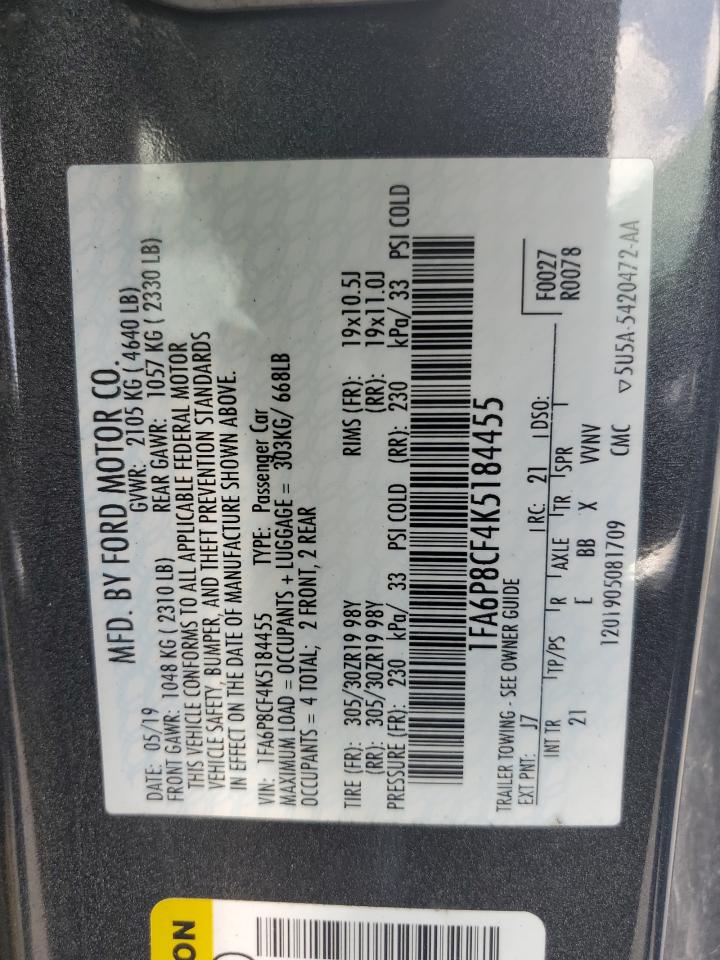 MFD. BY FORD MOTOR CO.
DATE: 05/19 GVWR: 2105 KG ( 4640 LB)
FRONT GAWR: 1048 KG ( 2310 LB) REAR GAWR: 1057 KG ( 2330 LB)
THIS VEHICLE CONFORMS TO ALL APPLICABLE FEDERAL MOTOR
VEHICLE SAFETY, BUMPER, AND THEFT PREVENTION STANDARDS
IN EFFECT ON THE DATE OF MANUFACTURE SHOWN ABOVE.
VIN: 1FA6P8CF4K5184455 TYPE: Passenger Car
MAXIMUM LOAD = OCCUPANTS + LUGGAGE = 303KG/ 668LB
OCCUPANTS = 4 TOTAL; 2 FRONT, 2 REAR
TIRE (FR): 305/30ZR19 98Y RIMS (FR): 19x10.5J
(RR): 305/30ZR19 98Y (RR): 19x11.0J
PRESSURE (FR): 230 kPa/ 33 PSI COLD (RR): 230 kPa/ 33 PSI COLD
1FA6P8CF4K5184455
TRAILER TOWING - SEE OWNER GUIDE
EXT PNT: J7 RC: 21 DSO: F0027
R0078
INT TR TP/PS R AXLE TR SPR
21 E BB X VVNV
1201905081709 CMC ▽5U5A-5420472-AA
ON